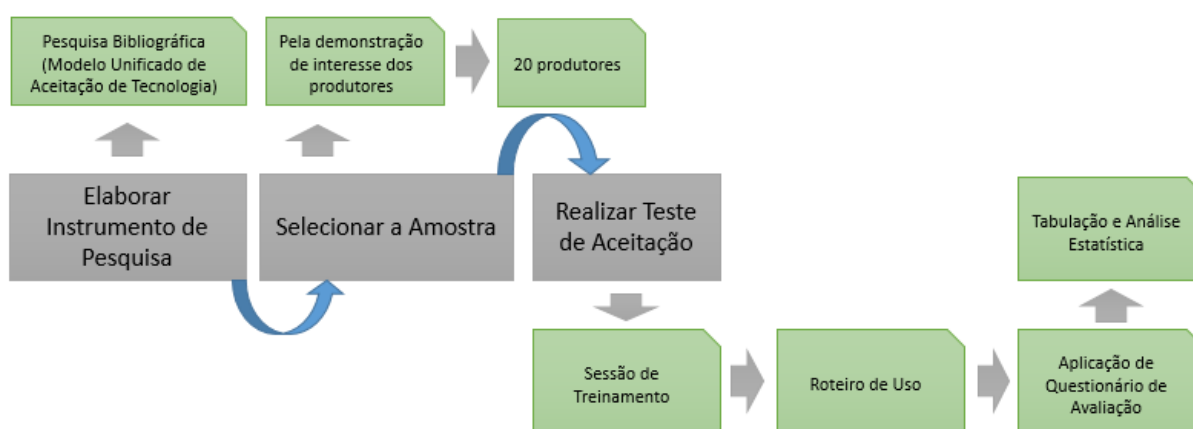 Pesquisa Bibliográfica
(Modelo Unificado de
Aceitação de Tecnologia)
Pela demonstração
de interesse dos
produtores
20 produtores
Elaborar
Instrumento de
Pesquisa
Selecionar a Amostra
Realizar Teste
de Aceitação
Tabulação e Análise
Estatística
Sessão de
Treinamento
Roteiro de Uso
Aplicação de
Questionário de
Avaliação